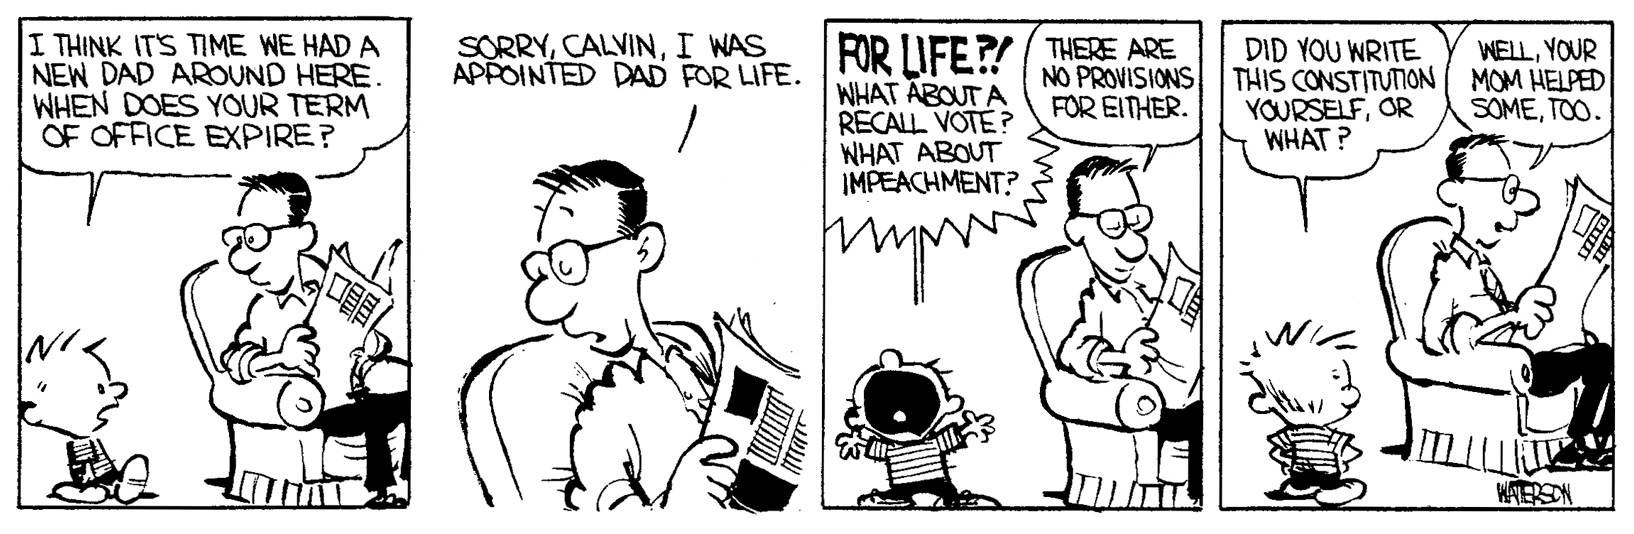 I THINK IT'S TIME WE HAD A
NEW DAD AROUND HERE.
WHEN DOES YOUR TERM
OF OFFICE EXPIRE?
SORRY, CALVIN, I WAS
APPOINTED DAD FOR LIFE.
FOR LIFE?!
WHAT ABOUT A
RECALL VOTE?
WHAT ABOUT
IMPEACHMENT?
THERE ARE
NO PROVISIONS
FOR EITHER.
DID YOU WRITE
THIS CONSTITUTION
YOURSELF, OR
WHAT?
WELL, YOUR
MOM HELPED
SOME, TOO.
WATTERSON